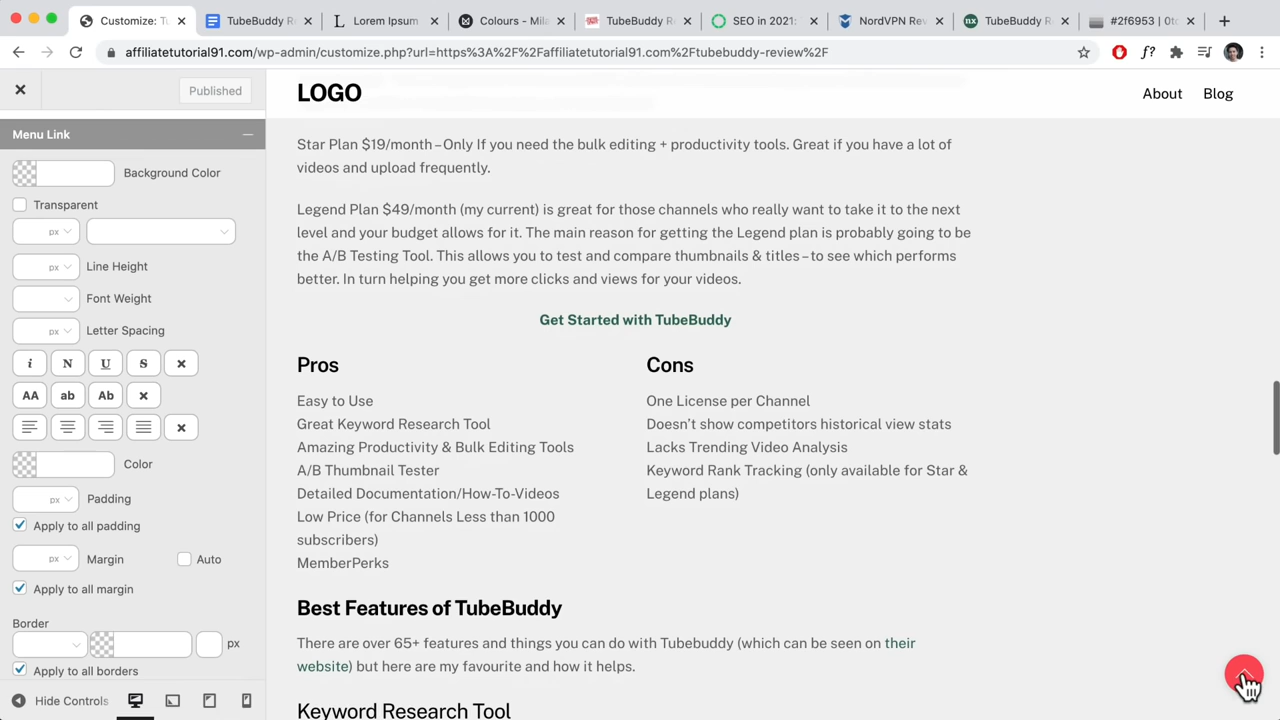 Customize: T
TubeBuddy Re
Lorem Ipsum
Colours – Mila
TubeBuddy Re
SEO in 2021:
NordVPN Rev
TubeBuddy Re
#2f6953 | 0to
affiliatetutorial91.com/wp-admin/customize.php?url=https%3A%2F%2Faffiliatetutorial91.com%2Ftubebuddy-review%2F
Published
LOGO
About
Blog
Menu Link
Background Color
Transparent
px
px
Line Height
Font Weight
px
Letter Spacing
i N U S
AA ab Ab
Color
px
Padding
Apply to all padding
px
Margin
Auto
Apply to all margin
Border
px
Apply to all borders
Hide Controls
Star Plan $19/month – Only If you need the bulk editing + productivity tools. Great if you have a lot of
videos and upload frequently.
Legend Plan $49/month (my current) is great for those channels who really want to take it to the next
level and your budget allows for it. The main reason for getting the Legend plan is probably going to be
the A/B Testing Tool. This allows you to test and compare thumbnails & titles – to see which performs
better. In turn helping you get more clicks and views for your videos.
Get Started with TubeBuddy
Pros
Easy to Use
Great Keyword Research Tool
Amazing Productivity & Bulk Editing Tools
A/B Thumbnail Tester
Detailed Documentation/How-To-Videos
Low Price (for Channels Less than 1000
subscribers)
MemberPerks
Cons
One License per Channel
Doesn't show competitors historical view stats
Lacks Trending Video Analysis
Keyword Rank Tracking (only available for Star &
Legend plans)
Best Features of TubeBuddy
There are over 65+ features and things you can do with Tubebuddy (which can be seen on their
website) but here are my favourite and how it helps.
Keyword Research Tool